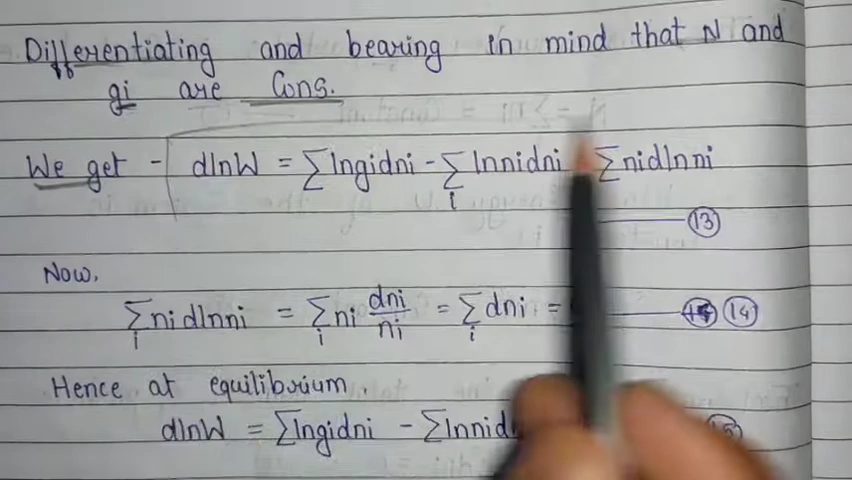 Differentiating and bearing in mind that N and
gi are Cons.
We get - dlnW = ∑lngidni - ∑i lnnidni ∑nidlnni
(13)
Now,
∑i nidlnni = ∑i ni dni/ni = ∑i dni = (14)
Hence at equilibrium.
dlnW = ∑lngidni - ∑lnnid